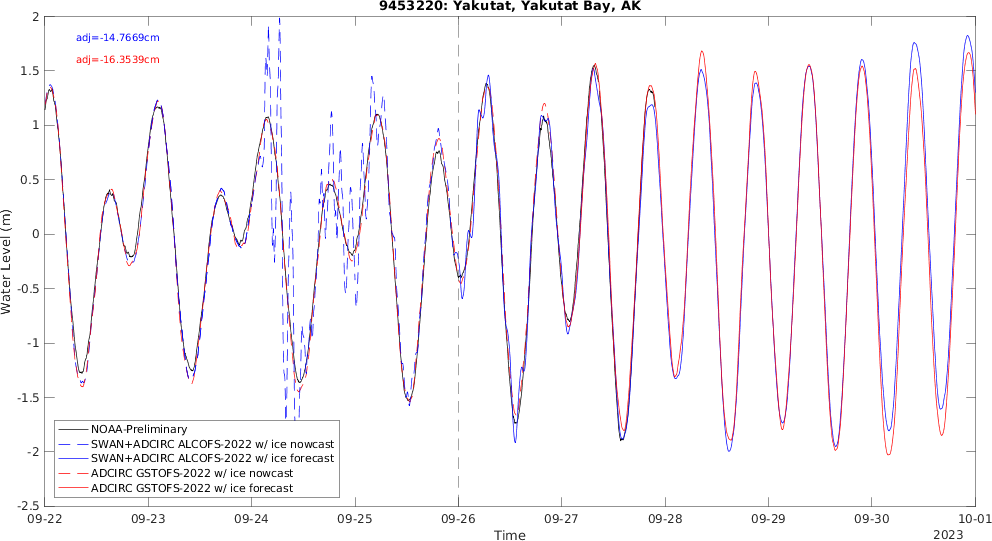 9453220: Yakutat, Yakutat Bay, AK
adj=-14.7669cm
adj=-16.3539cm
Water Level (m)
2
1.5
1
0.5
0
-0.5
-1
-1.5
-2
-2.5
NOAA-Preliminary
SWAN+ADCIRC ALCOFS-2022 w/ ice nowcast
SWAN+ADCIRC ALCOFS-2022 w/ ice forecast
ADCIRC GSTOFS-2022 w/ ice nowcast
ADCIRC GSTOFS-2022 w/ ice forecast
09-22 09-23 09-24 09-25 09-26 09-27 09-28 09-29 09-30 10-01
Time
2023